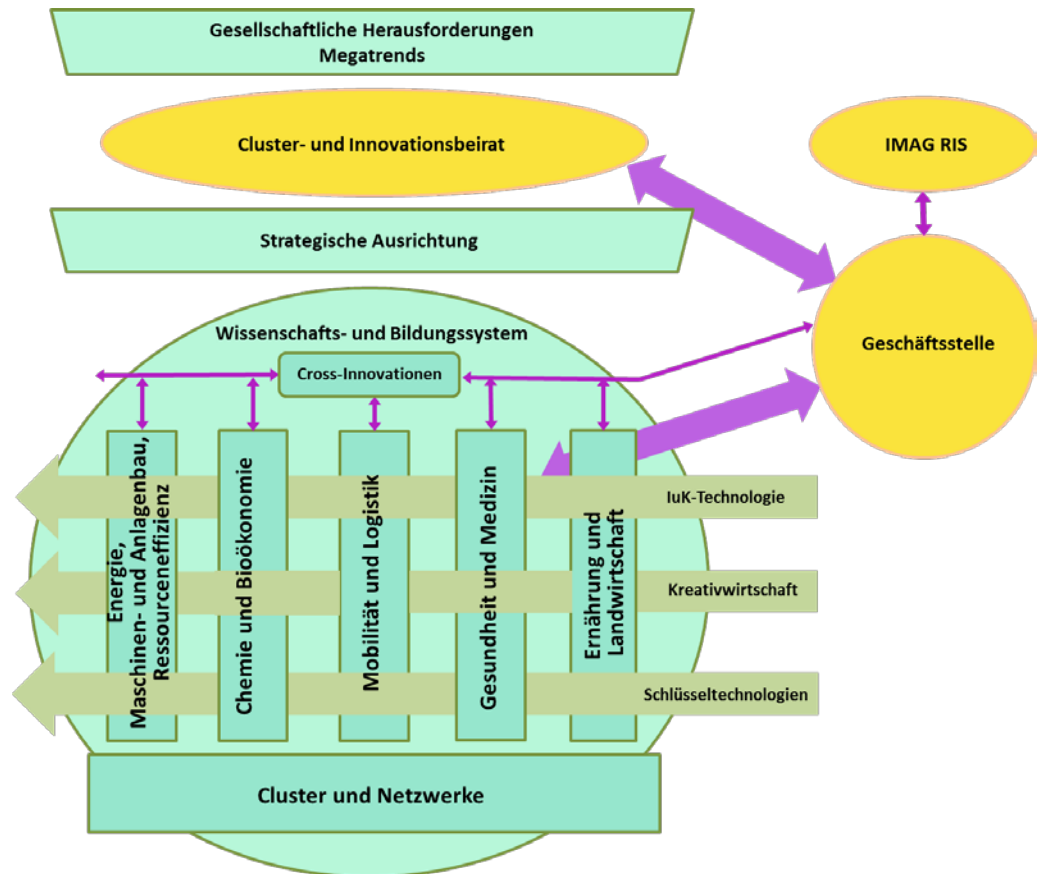 Gesellschaftliche Herausforderungen
Megatrends
Cluster- und Innovationsbeirat
IMAG RIS
Strategische Ausrichtung
Wissenschafts- und Bildungssystem
Geschäftsstelle
Cross-Innovationen
Energie,
Maschinen- und Anlagenbau,
Ressourceneffizienz
Chemie und Bioökonomie
Mobilität und Logistik
Gesundheit und Medizin
Ernährung und
Landwirtschaft
IuK-Technologie
Kreativwirtschaft
Schlüsseltechnologien
Cluster und Netzwerke